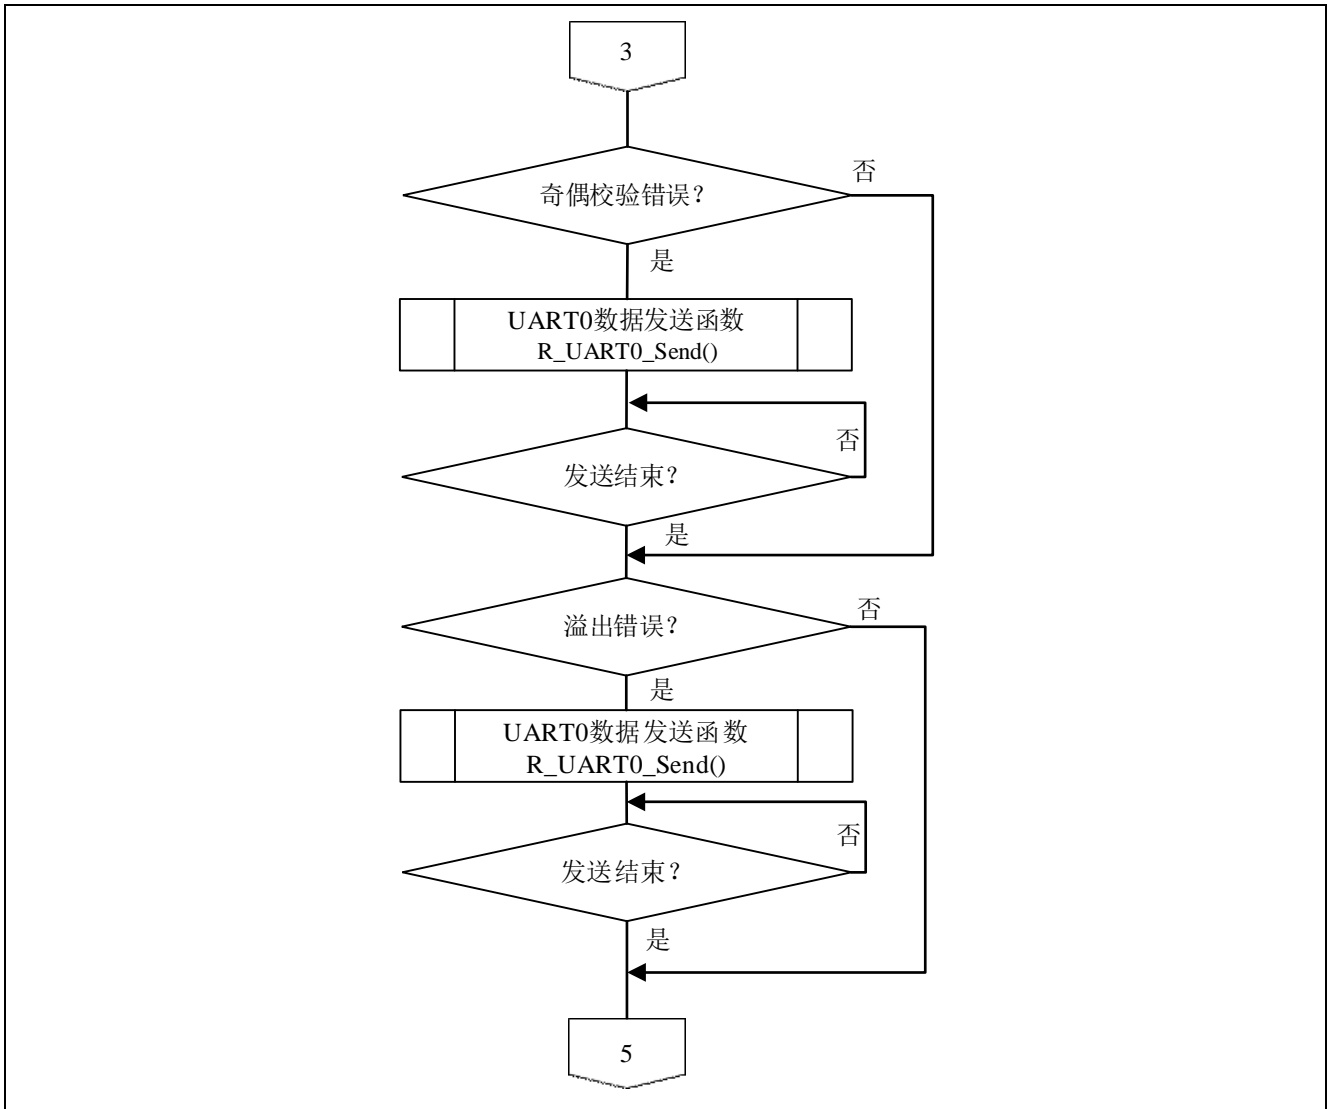 3
否
奇偶校验错误？
是
UART0数据发送函数
R_UART0_Send()
否
发送结束？
是
否
溢出错误？
是
UART0数据发送函数
R_UART0_Send()
否
发送结束？
是
5